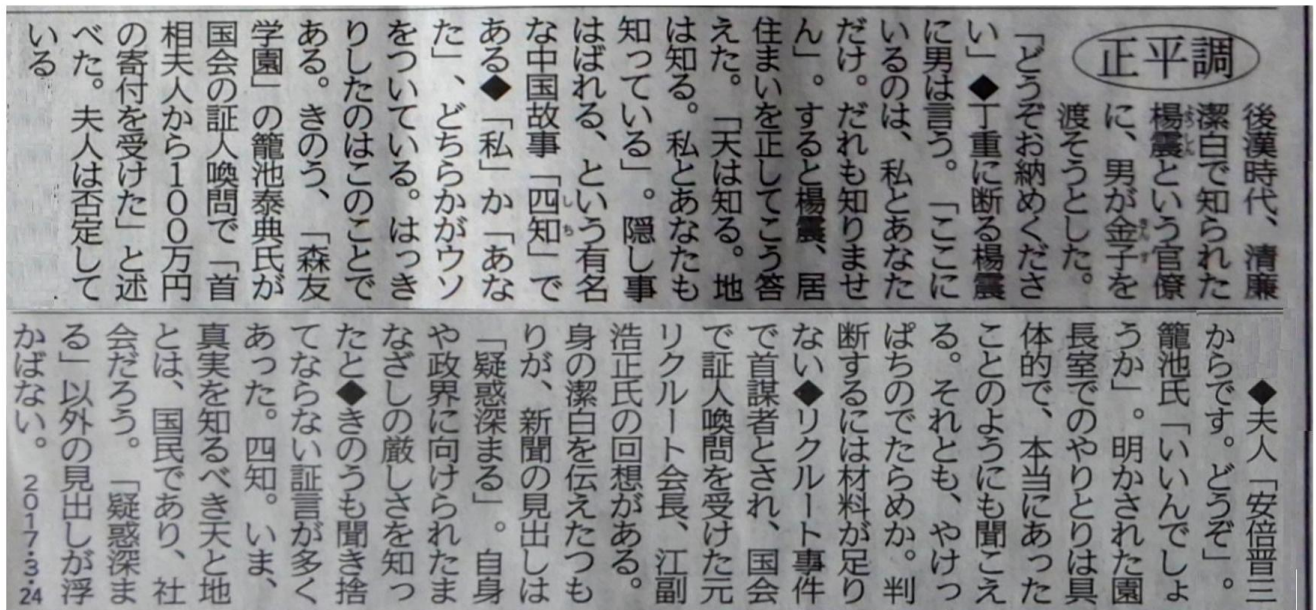 正平調
後漢時代、清廉
潔白で知られた
楊震という官僚
ようしん
に、男が金子を
きんす
渡そうとした。
「どうぞお納めくださ
い」◆丁重に断る楊震
に男は言う。「ここに
いるのは、私とあなた
だけ。だれも知りませ
ん」。すると楊震、居
住まいを正してこう答
えた。「天は知る。地
は知る。私とあなたも
知っている」。隠し事
はばれる、という有名
な中国故事「四知」で
しち
ある◆「私」か「あな
た」、どちらかがウソ
をついている。はっき
りしたのはこのことで
ある。きのう、「森友
学園」の籠池泰典氏が
国会の証人喚問で「首
相夫人から100万円
の寄付を受けた」と述
べた。夫人は否定して
いる
◆夫人「安倍晋三
からです。どうぞ」。
籠池氏「いいんでしょ
うか」。明かされた園
長室でのやりとりは具
体的で、本当にあった
ことのようにも聞こえ
る。それとも、やけっ
ぱちのでたらめか。判
断するには材料が足り
ない◆リクルート事件
で首謀者とされ、国会
で証人喚問を受けた元
リクルート会長、江副
浩正氏の回想がある。
身の潔白を伝えたつも
りが、新聞の見出しは
「疑惑深まる」。自身
や政界に向けられたま
なざしの厳しさを知っ
たと◆きのうも聞き捨
てならない証言が多く
あった。四知。いま、
真実を知るべき天と地
とは、国民であり、社
会だろう。「疑惑深ま
る」以外の見出しが浮
かばない。2017・3・24